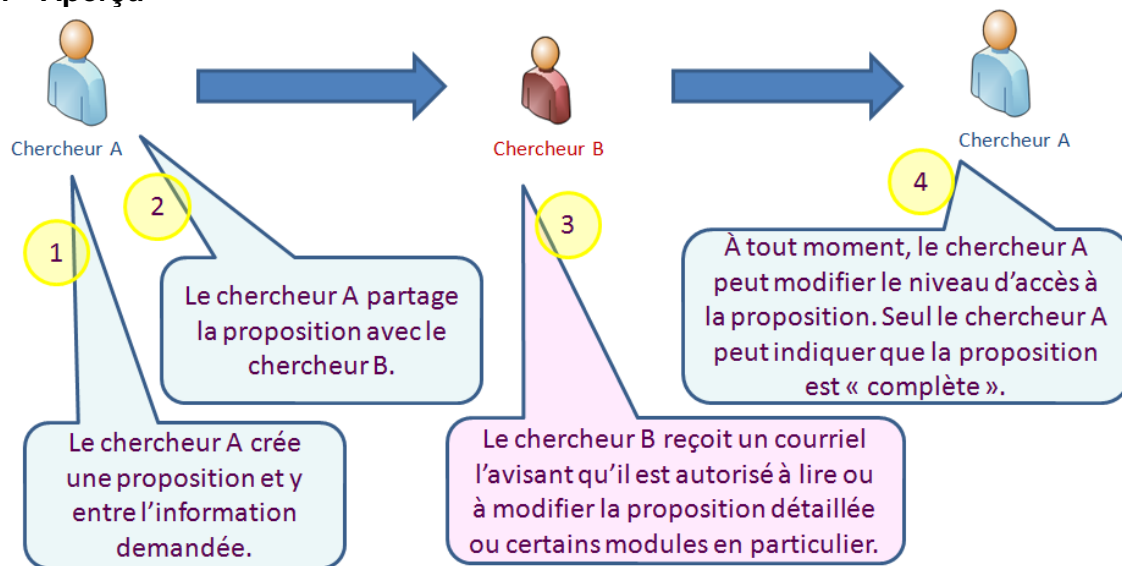 Aperçu
Chercheur A
Chercheur B
Chercheur A
1
Le chercheur A crée
une proposition et y
entre l’information
demandée.
2
Le chercheur A partage
la proposition avec le
chercheur B.
3
Le chercheur B reçoit un courriel
l’avisant qu’il est autorisé à lire ou
à modifier la proposition détaillée
ou certains modules en particulier.
4
À tout moment, le chercheur A
peut modifier le niveau d’accès à
la proposition. Seul le chercheur A
peut indiquer que la proposition
est « complète ».